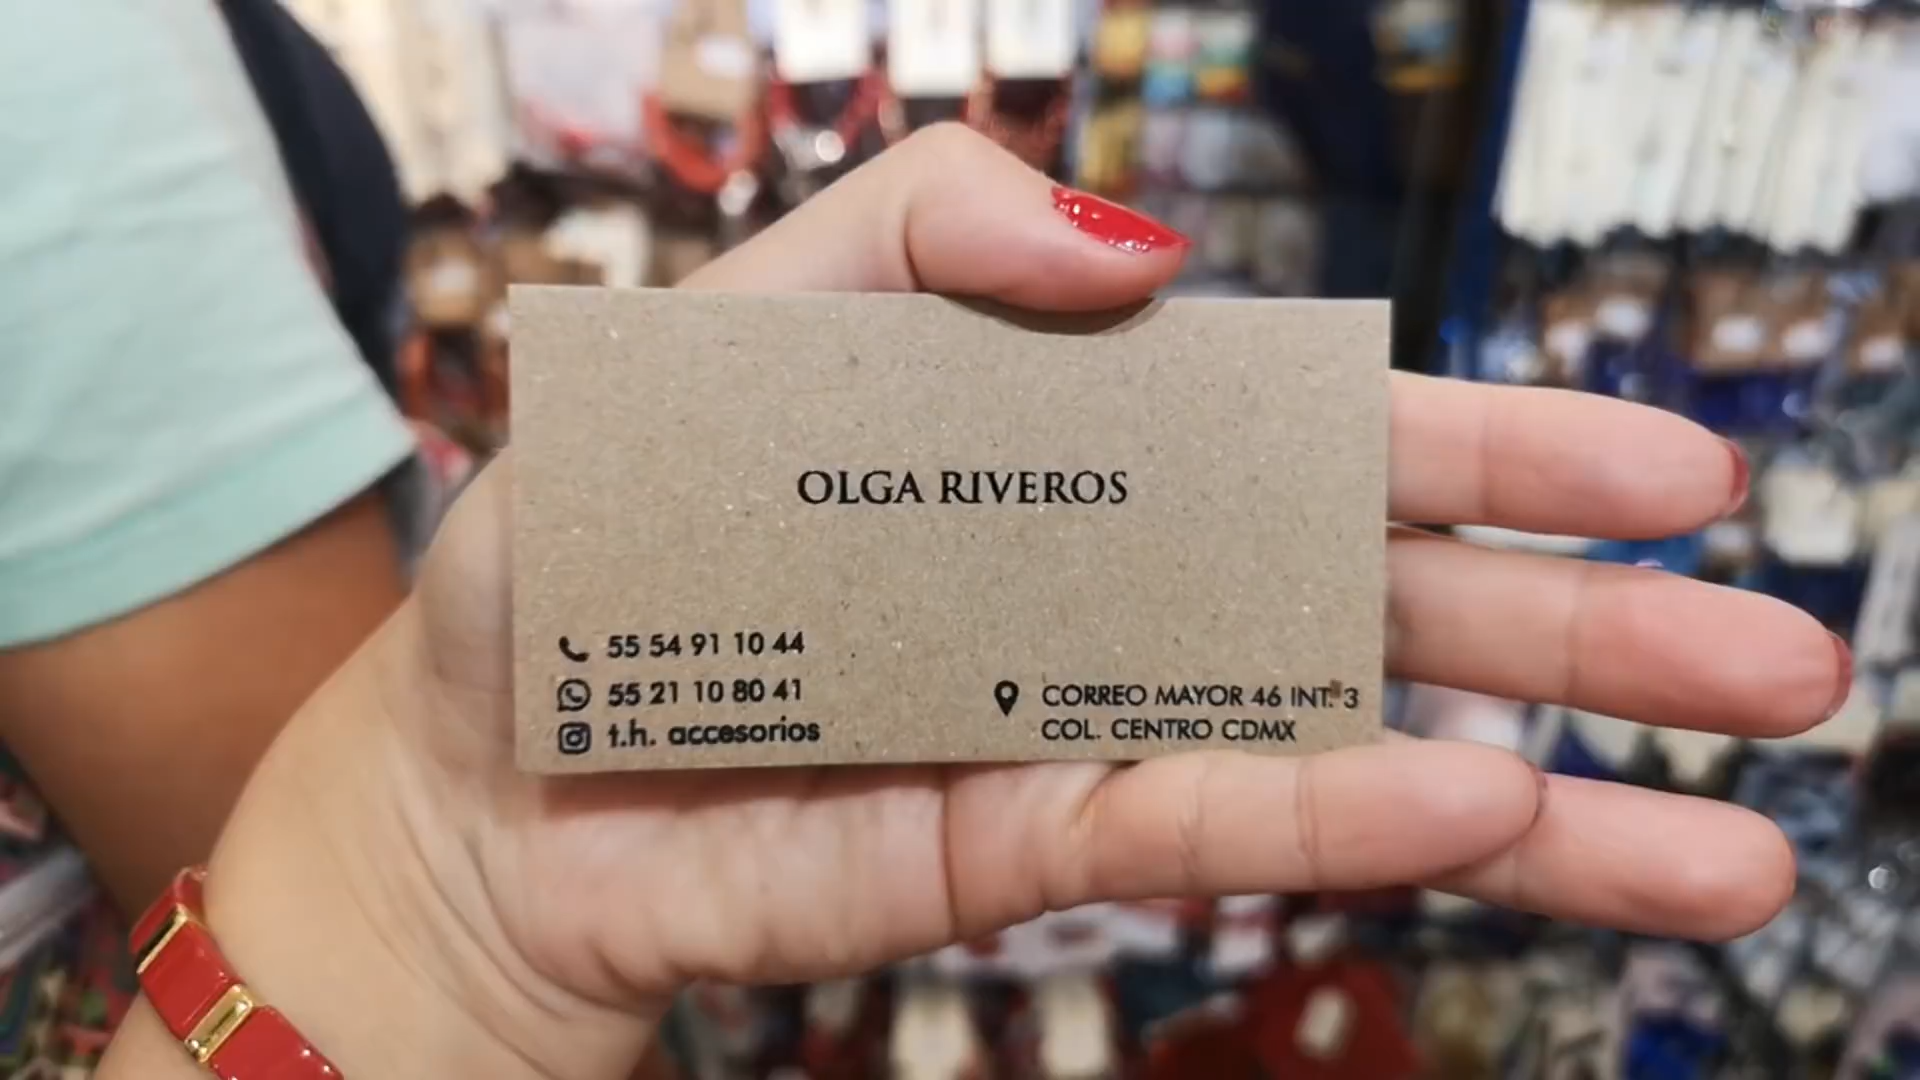 OLGA RIVEROS
55 54 91 10 44
55 21 10 80 41
t.h. accesorios
CORREO MAYOR 46 INT. 3
COL. CENTRO CDMX